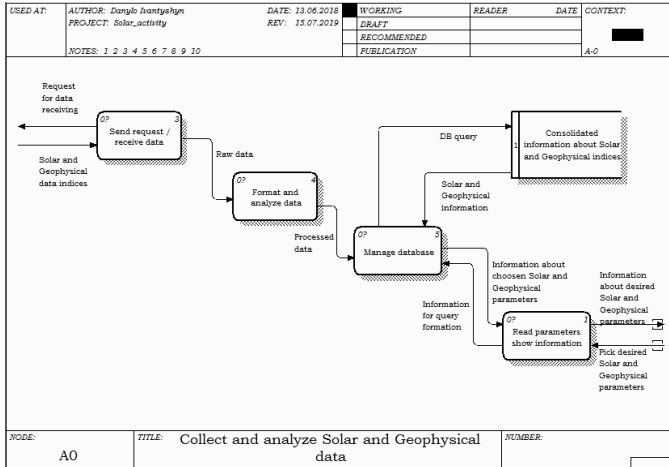 USED AT:
AUTHOR: Danylo Ivantyshyn
DATE: 13.06.2018
WORKING
READER
DATE
CONTEXT:
PROJECT: Solar_activity
REV: 15.07.2019
DRAFT
RECOMMENDED
NOTES: 1 2 3 4 5 6 7 8 9 10
PUBLICATION
A-0
Request
for data
receiving
0?
3
Send request /
receive data
Solar and
Geophysical
data indices
Raw data
0?
4
Format and
analyze data
Processed
data
DB query
1
Consolidated
information about Solar
and Geophysical indices
Solar and
Geophysical
information
0?
5
Manage database
Information about
choosen Solar and
Geophysical
parameters
Information
for query
formation
Information
about desired
Solar and
Geophysical
parameters
0?
1
Read parameters
show information
Pick desired
Solar and
Geophysical
parameters
NODE:
A0
TITLE:
Collect and analyze Solar and Geophysical
data
NUMBER: